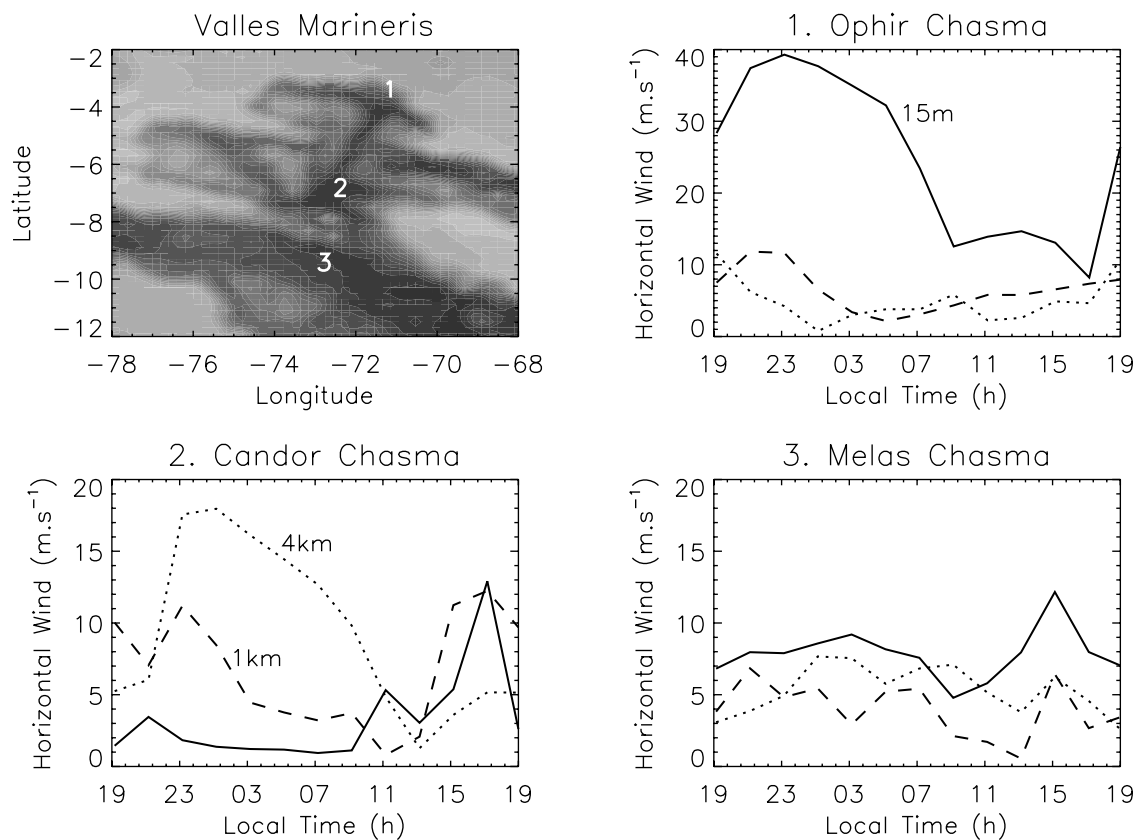 Valles Marineris
Latitude
-2
-4
-6
-8
-10
-12
1
2
3
-78 -76 -74 -72 -70 -68
Longitude
1. Ophir Chasma
Horizontal Wind (m.s⁻¹)
40
30
20
10
0
15m
19 23 03 07 11 15 19
Local Time (h)
2. Candor Chasma
Horizontal Wind (m.s⁻¹)
20
15
10
5
0
4km
1km
19 23 03 07 11 15 19
Local Time (h)
3. Melas Chasma
Horizontal Wind (m.s⁻¹)
20
15
10
5
0
19 23 03 07 11 15 19
Local Time (h)